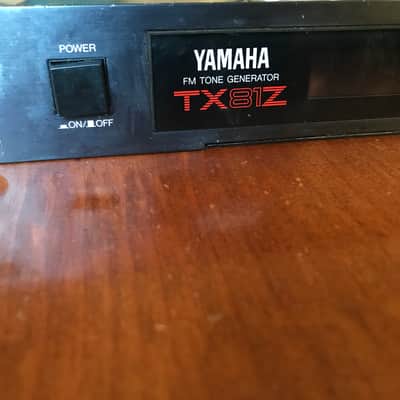 POWER
ON/OFF
YAMAHA
FM TONE GENERATOR
TX81Z